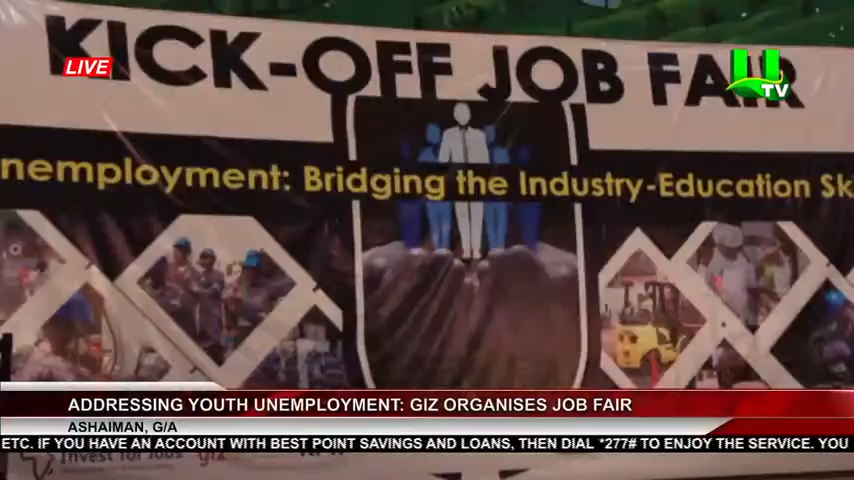 KICK-OFF JOB FAIR
LIVE
U
TV
nemployment: Bridging the Industry-Education Sk
ADDRESSING YOUTH UNEMPLOYMENT: GIZ ORGANISES JOB FAIR
ASHAIMAN, G/A
ETC. IF YOU HAVE AN ACCOUNT WITH BEST POINT SAVINGS AND LOANS, THEN DIAL *277# TO ENJOY THE SERVICE. YOU
Invest for Jobs giz